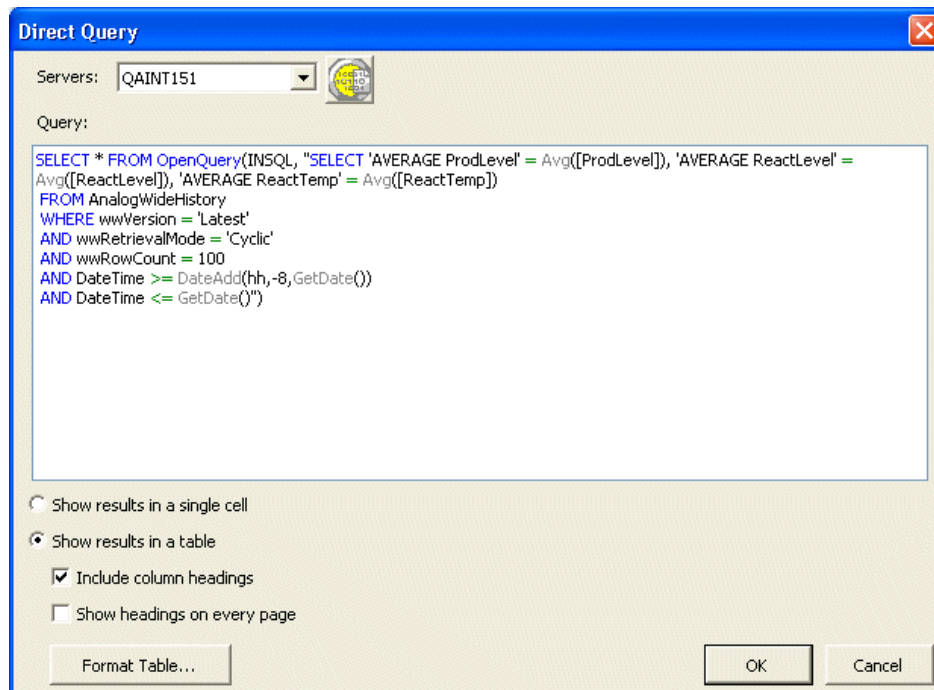 Direct Query
Servers: QAINT151
Query:
SELECT * FROM OpenQuery(INSQL, "SELECT 'AVERAGE ProdLevel' = Avg([ProdLevel]), 'AVERAGE ReactLevel' =
Avg([ReactLevel]), 'AVERAGE ReactTemp' = Avg([ReactTemp])
FROM AnalogWideHistory
WHERE wwVersion = 'Latest'
AND wwRetrievalMode = 'Cyclic'
AND wwRowCount = 100
AND DateTime >= DateAdd(hh,-8,GetDate())
AND DateTime <= GetDate()")
Show results in a single cell
Show results in a table
Include column headings
Show headings on every page
Format Table... OK Cancel